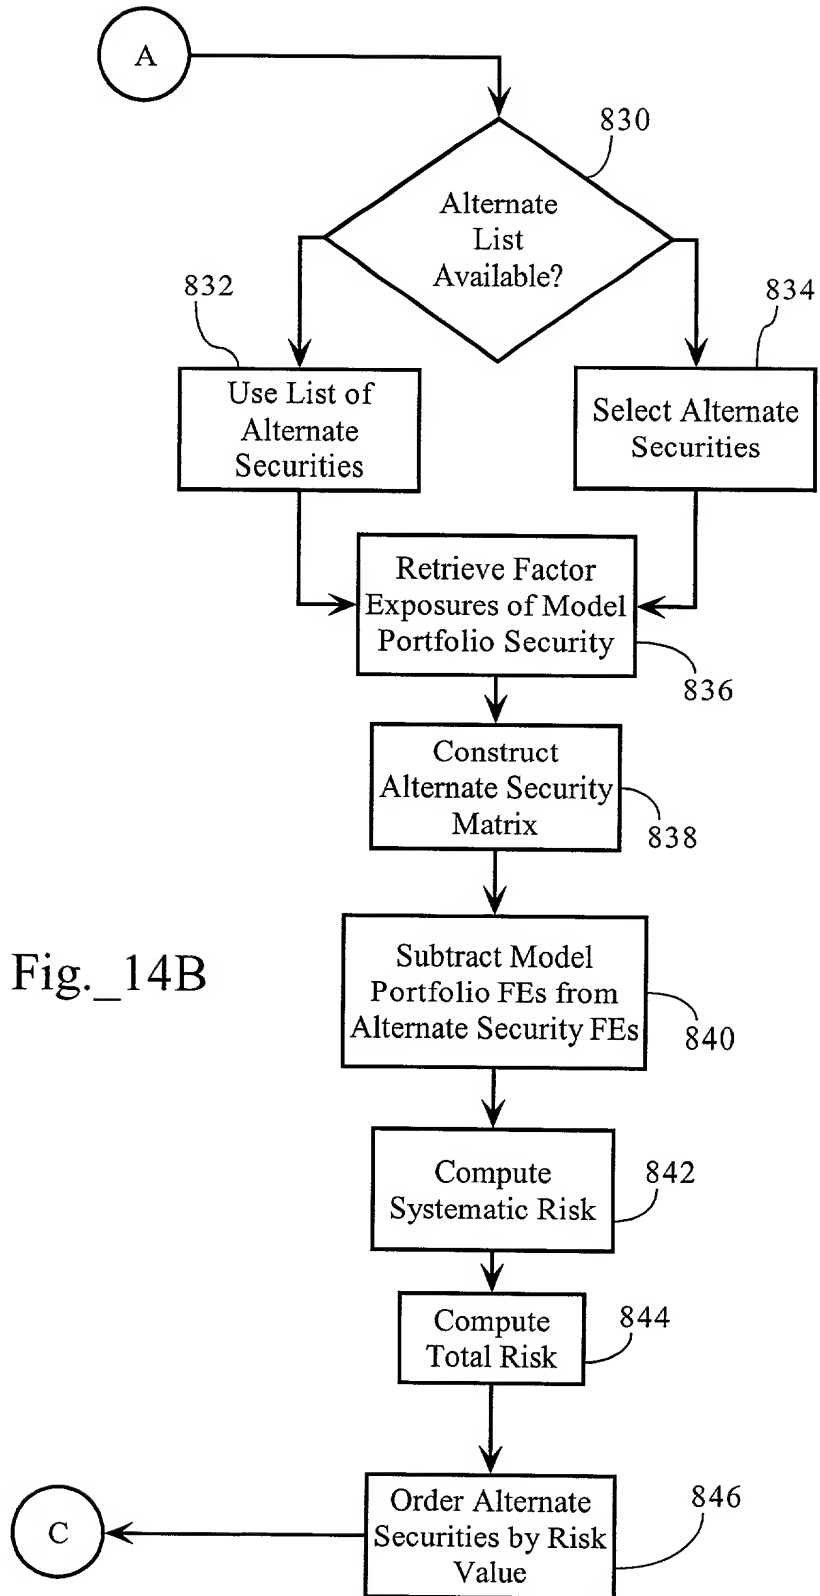 A
830
Alternate
List
Available?
832
834
Use List of
Alternate
Securities
Select Alternate
Securities
Retrieve Factor
Exposures of Model
Portfolio Security
836
Construct
Alternate Security
Matrix
838
Fig._14B
Subtract Model
Portfolio FEs from
Alternate Security FEs
840
Compute
Systematic Risk
842
Compute
Total Risk
844
Order Alternate
Securities by Risk
Value
846
C